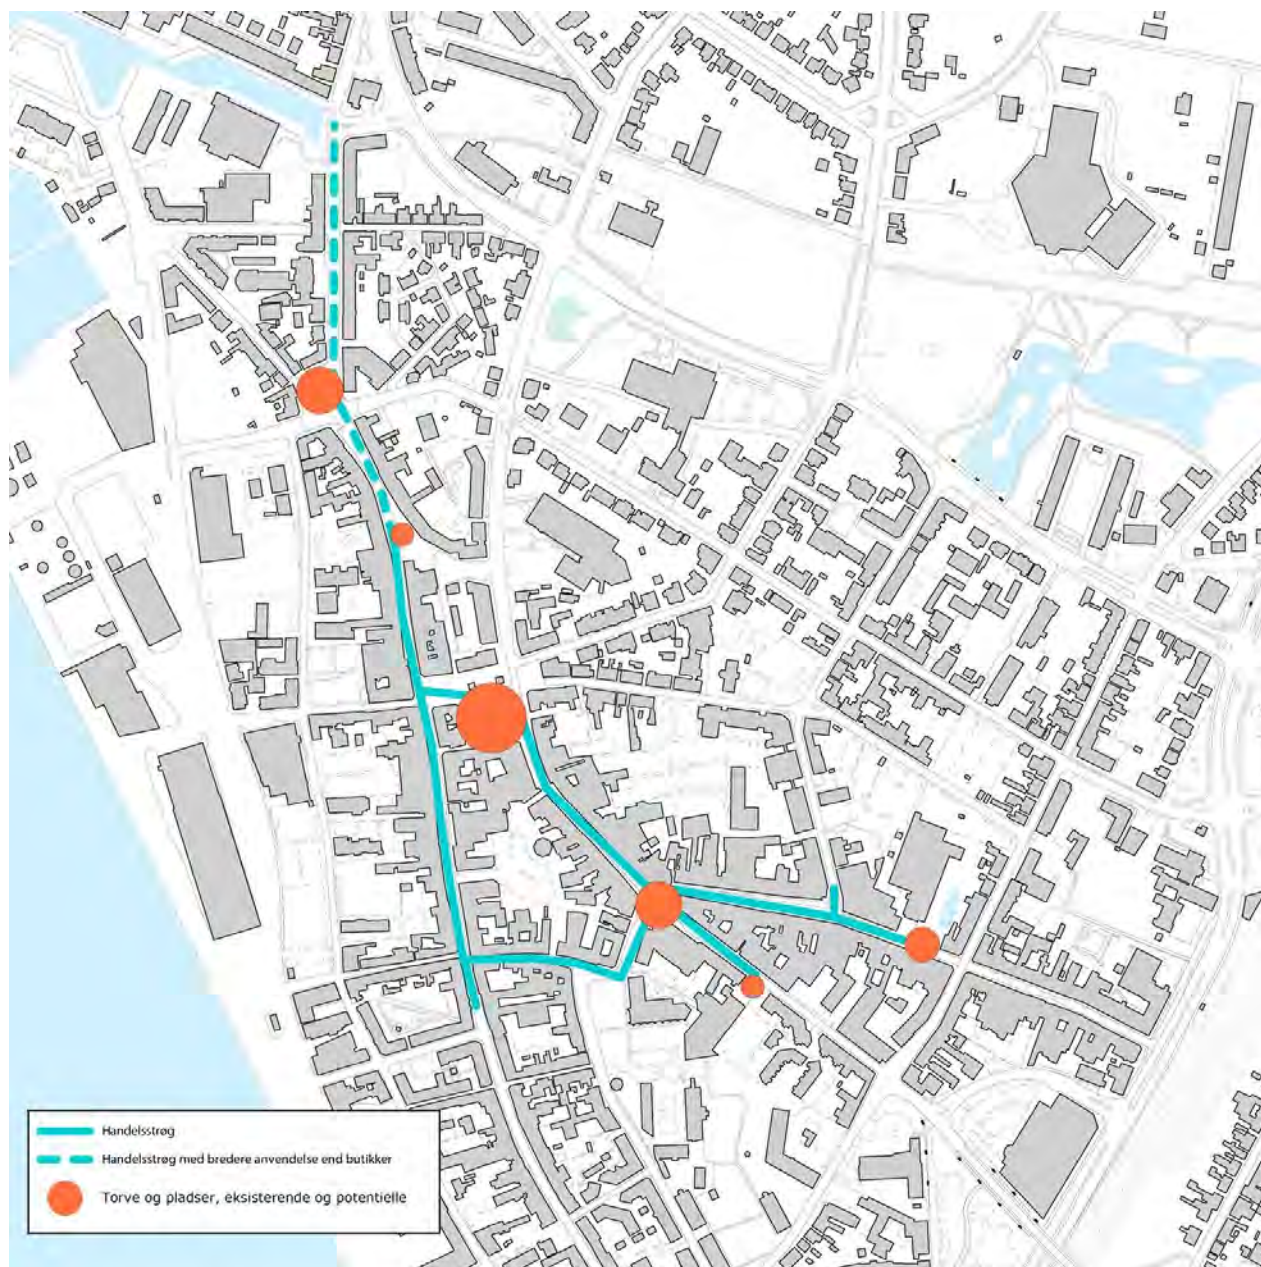 Handelsstrøg
Handelsstrøg med bredere anvendelse end butikker
Torve og pladser, eksisterende og potentielle